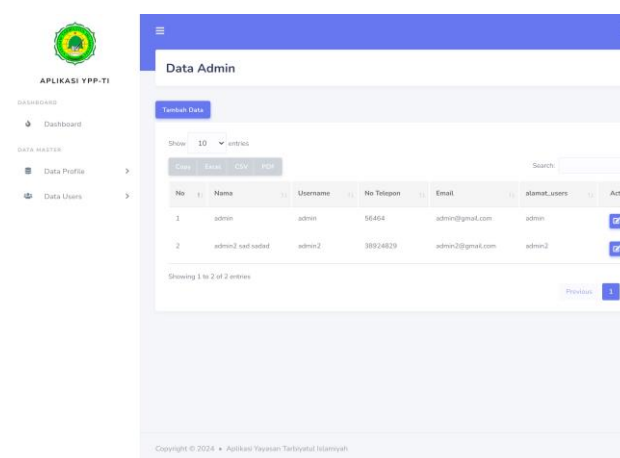 Data Admin
APLIKASI YPP-TI
DASHBOARD
Dashboard
DATA MASTER
Data Profile
Data Users
Tambah Data
Show 10 entries
Copy Excel CSV PDF
Search:
No Nama Username No Telepon Email alamat_users Act
1 admin admin 56464 admin@gmail.com admin
2 admin2 sad sadad admin2 38924829 admin2@gmail.com admin2
Showing 1 to 2 of 2 entries
Previous 1
Copyright © 2024 • Aplikasi Yayasan Tarbiyatul Islamiyah